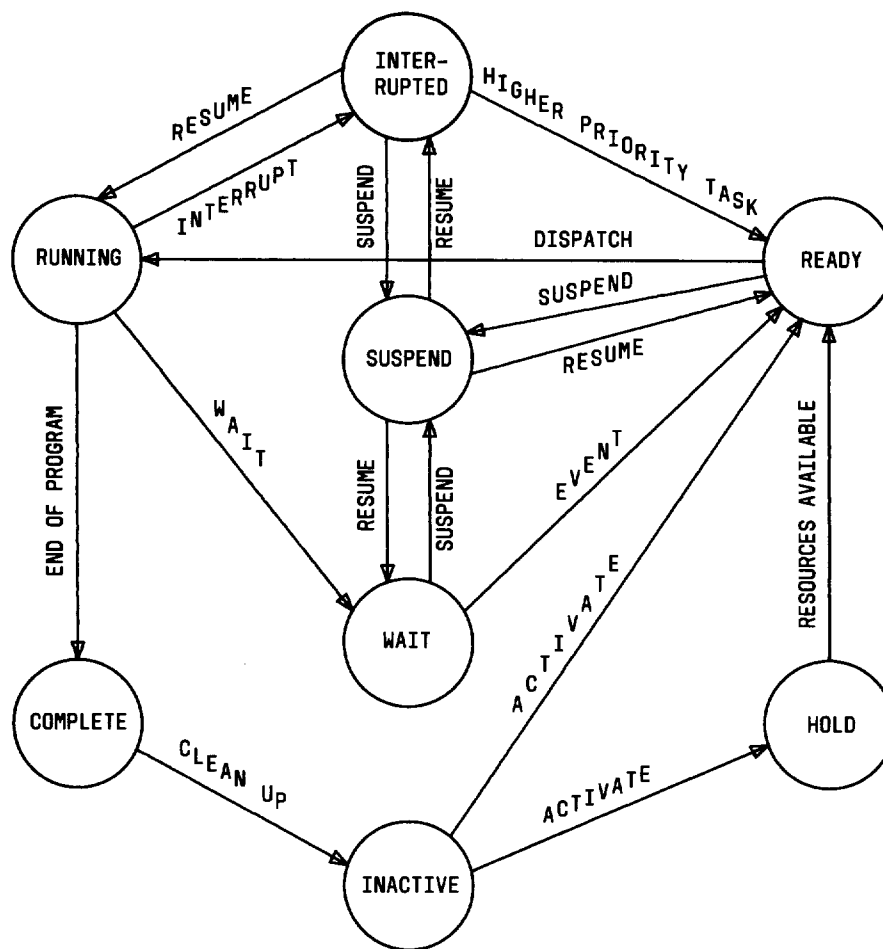 INTER-
RUPTED
HIGHER PRIORITY TASK
RESUME
INTERRUPT
SUSPEND
RESUME
RUNNING
DISPATCH
READY
SUSPEND
SUSPEND
RESUME
WAIT
EVENT
END OF PROGRAM
RESUME
SUSPEND
RESOURCES AVAILABLE
WAIT
ACTIVATE
COMPLETE
HOLD
CLEAN UP
ACTIVATE
INACTIVE